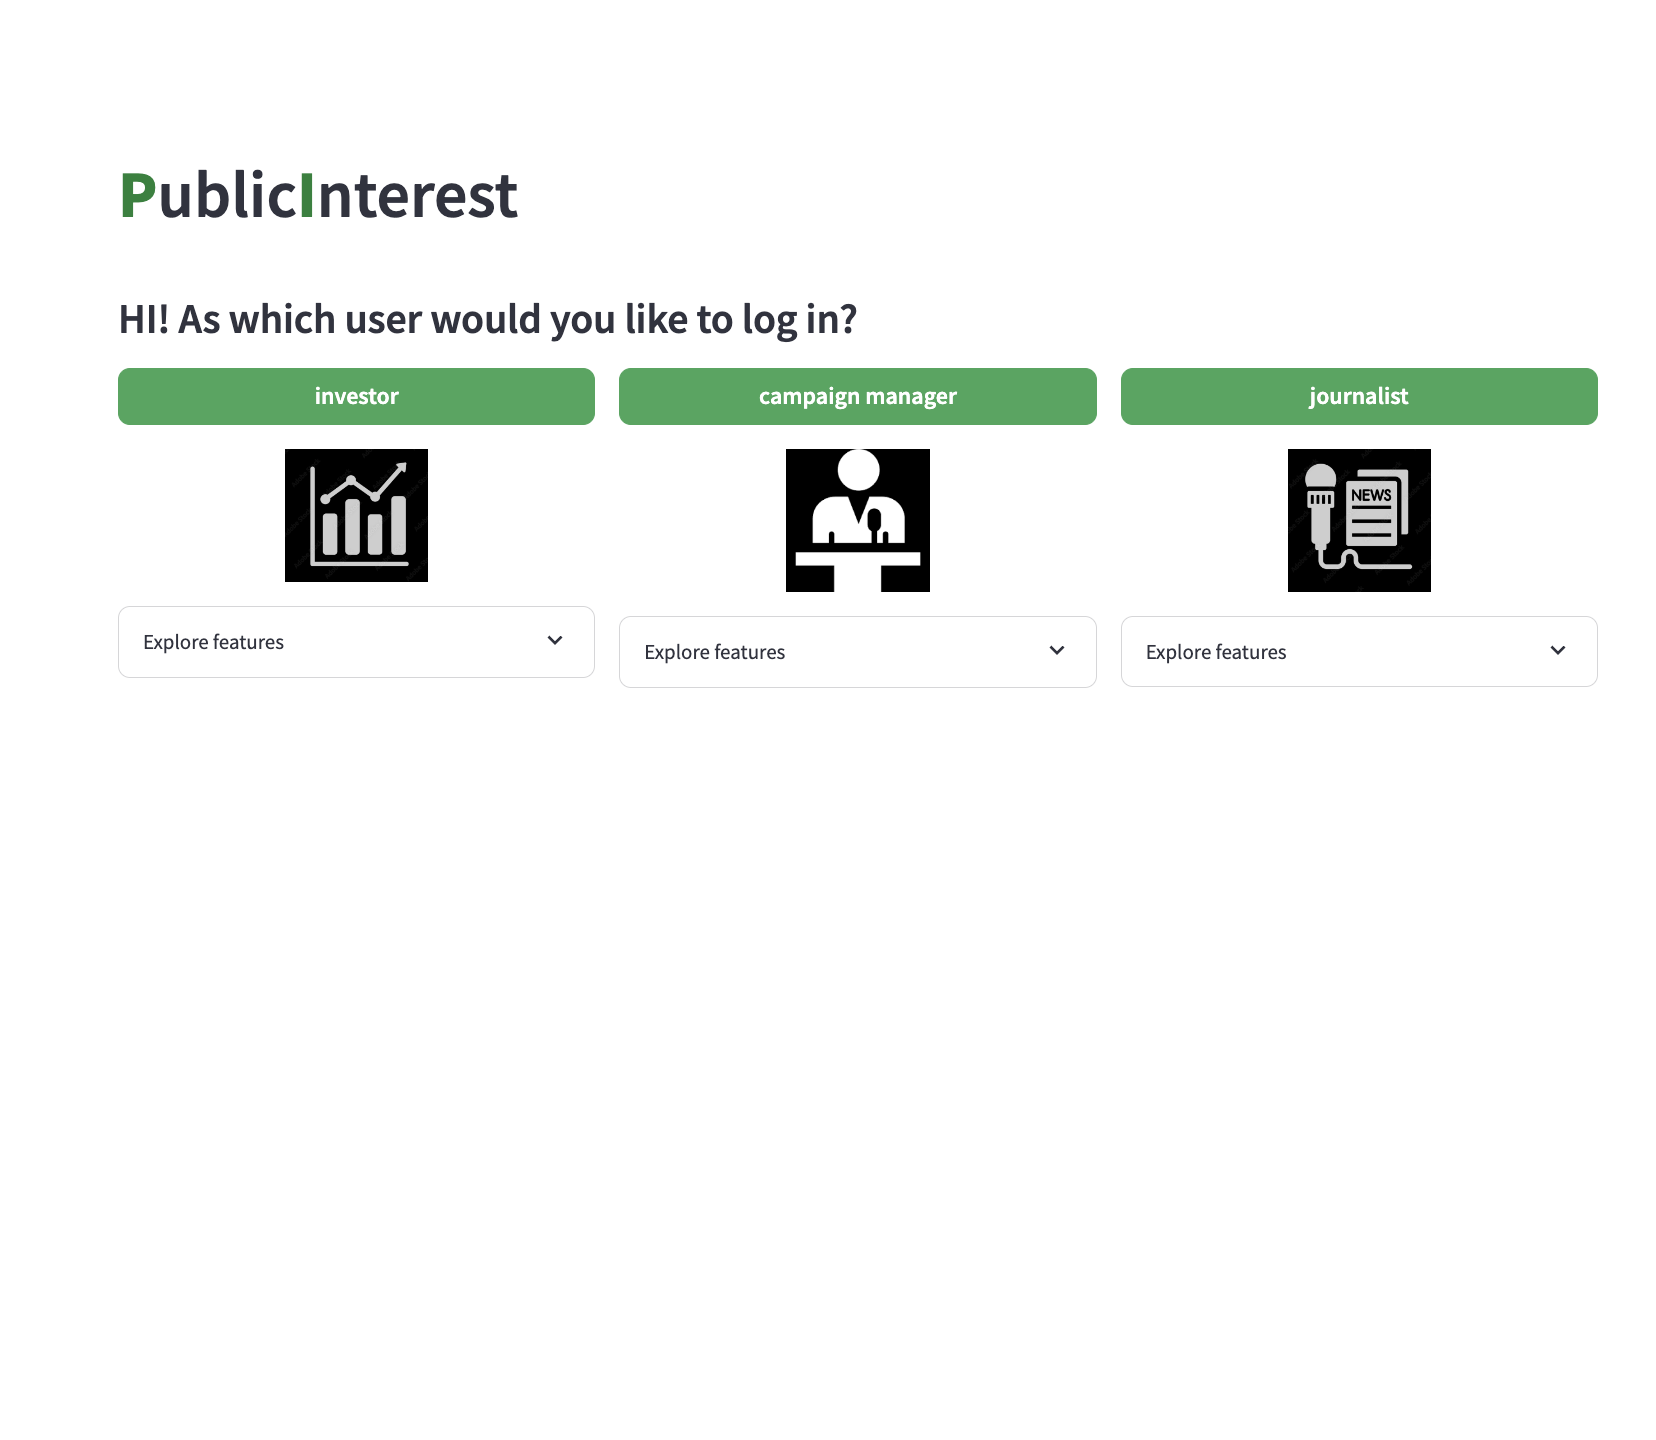 PublicInterest
HI! As which user would you like to log in?
investor
campaign manager
journalist
NEWS
Explore features
Explore features
Explore features